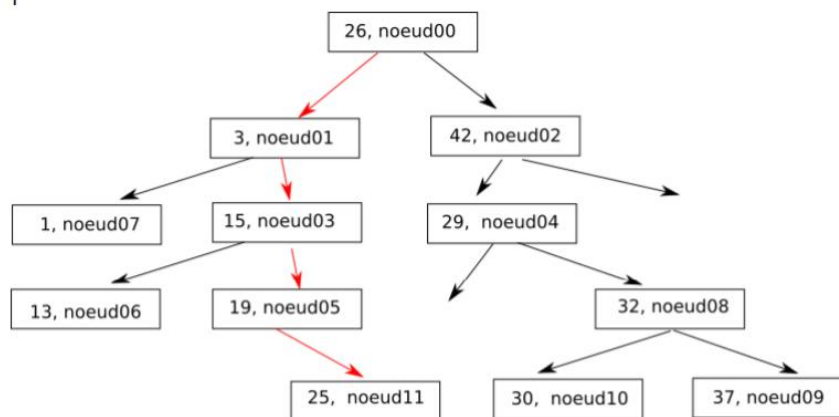 26, noeud00
3, noeud01
42, noeud02
1, noeud07
15, noeud03
29, noeud04
13, noeud06
19, noeud05
32, noeud08
25, noeud11
30, noeud10
37, noeud09